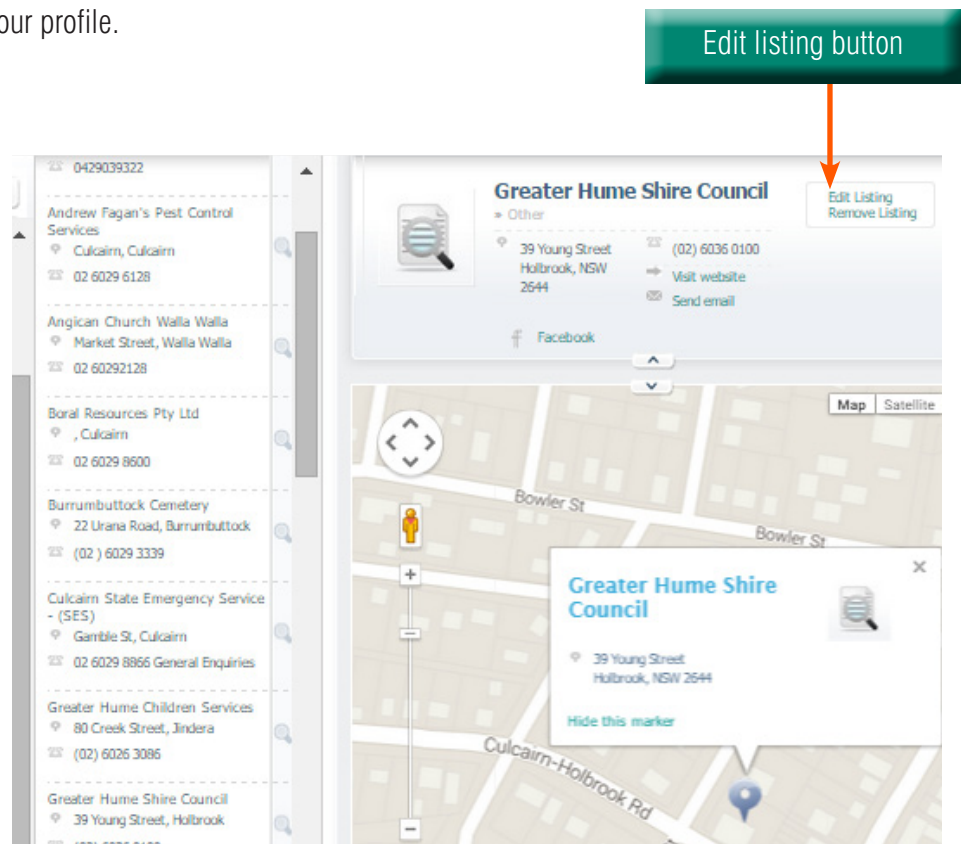 our profile.
Edit listing button
0429039322
Andrew Fagan's Pest Control
Services
Culcairn, Culcairn
02 6029 6128
Angican Church Walla Walla
Market Street, Walla Walla
02 60292128
Boral Resources Pty Ltd
, Culcairn
02 6029 8600
Burrumbuttock Cemetery
22 Urana Road, Burrumbuttock
(02 ) 6029 3339
Culcairn State Emergency Service
- (SES)
Gamble St, Culcairn
02 6029 8866 General Enquiries
Greater Hume Children Services
80 Creek Street, Jindera
(02) 6026 3086
Greater Hume Shire Council
39 Young Street, Holbrook
Greater Hume Shire Council
» Other
39 Young Street
Holbrook, NSW
2644
(02) 6036 0100
Visit website
Send email
Facebook
Edit Listing
Remove Listing
Map
Satellite
Bowler St
Bowler St
Greater Hume Shire
Council
39 Young Street
Holbrook, NSW 2644
Hide this marker
Culcairn-Holbrook Rd